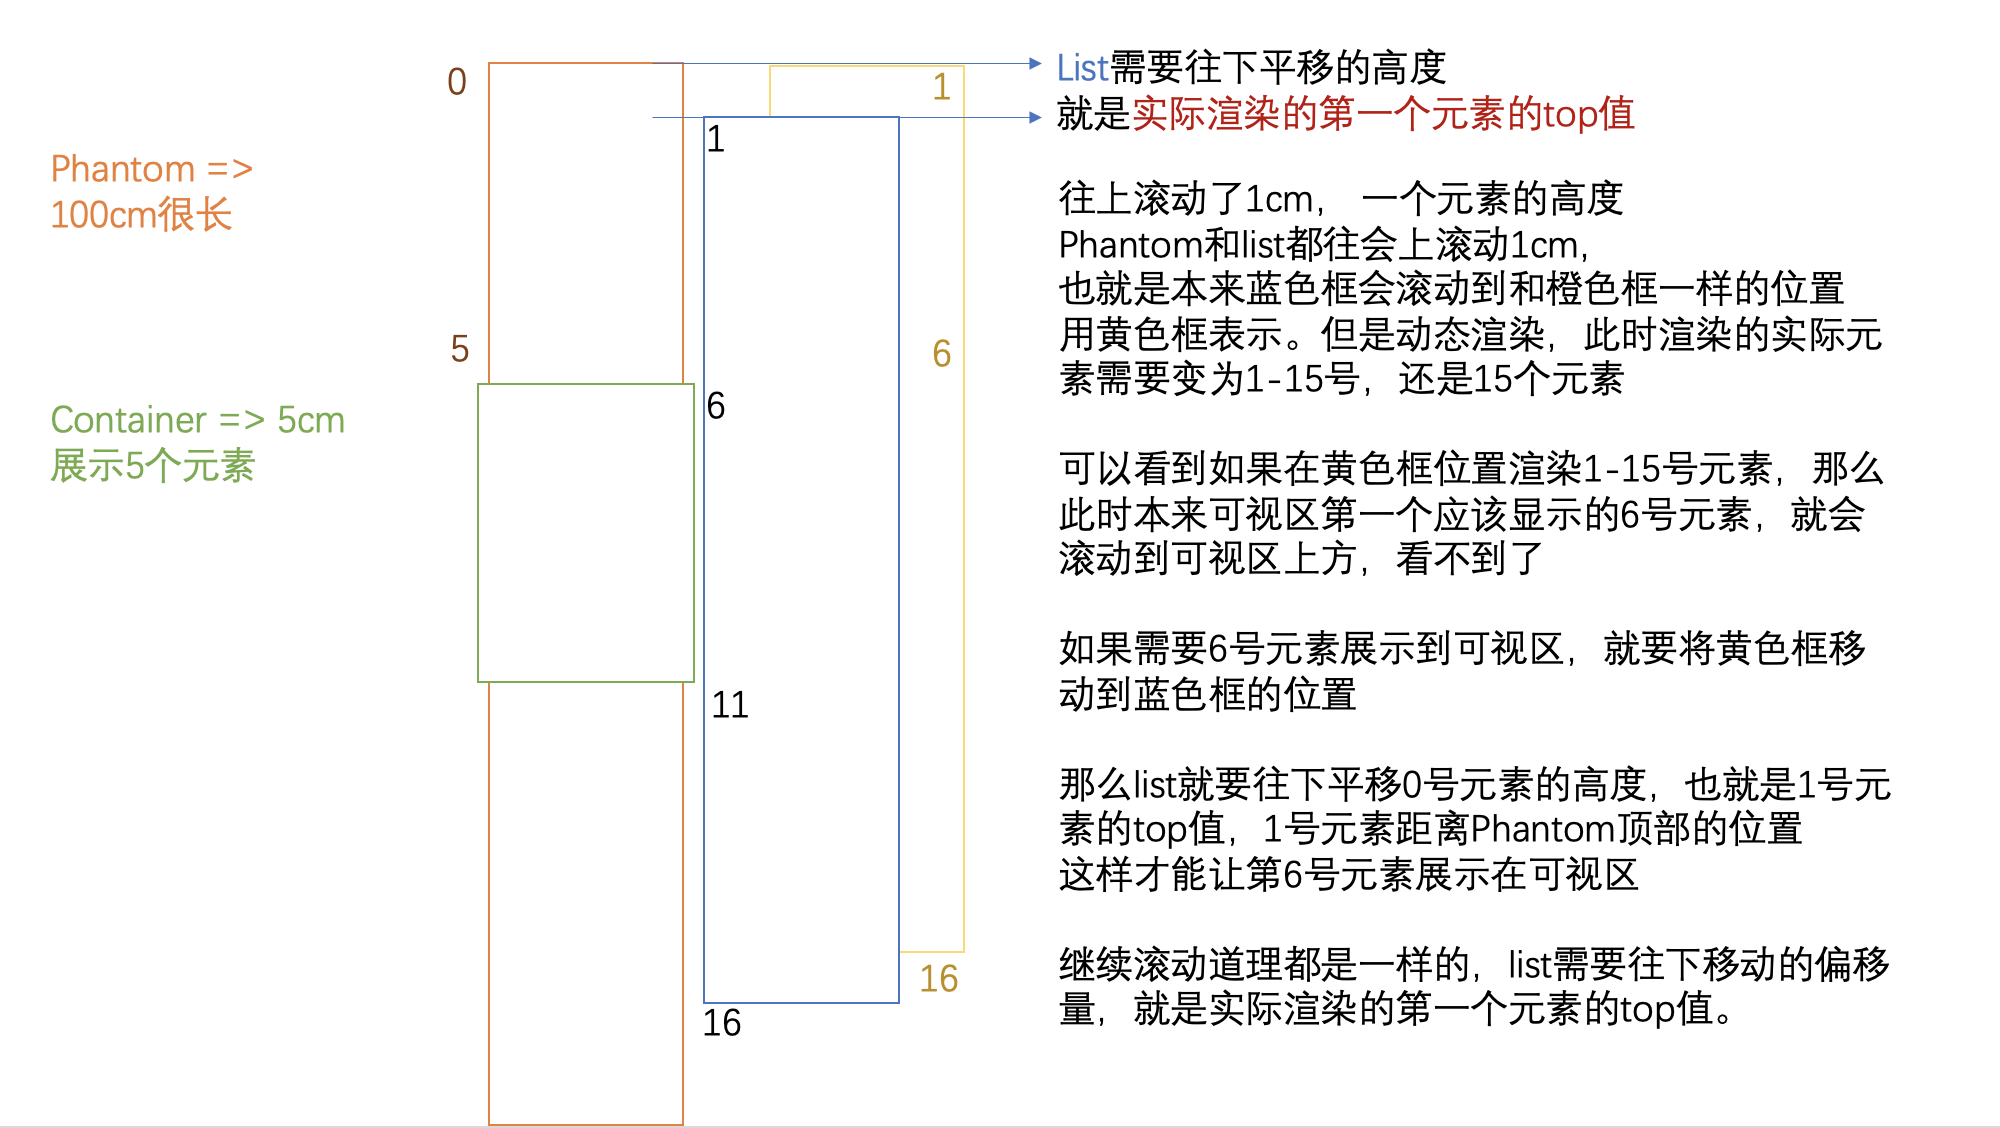 0
5
Phantom =>
100cm很长
Container => 5cm
展示5个元素
1
6
11
16
1
6
16
List需要往下平移的高度
就是实际渲染的第一个元素的top值
往上滚动了1cm, 一个元素的高度
Phantom和list都往会上滚动1cm,
也就是本来蓝色框会滚动到和橙色框一样的位置
用黄色框表示。但是动态渲染,此时渲染的实际元
素需要变为1-15号,还是15个元素
可以看到如果在黄色框位置渲染1-15号元素,那么
此时本来可视区第一个应该显示的6号元素,就会
滚动到可视区上方,看不到了
如果需要6号元素展示到可视区,就要将黄色框移
动到蓝色框的位置
那么list就要往下平移0号元素的高度,也就是1号元
素的top值,1号元素距离Phantom顶部的位置
这样才能让第6号元素展示在可视区
继续滚动道理都是一样的,list需要往下移动的偏移
量,就是实际渲染的第一个元素的top值。